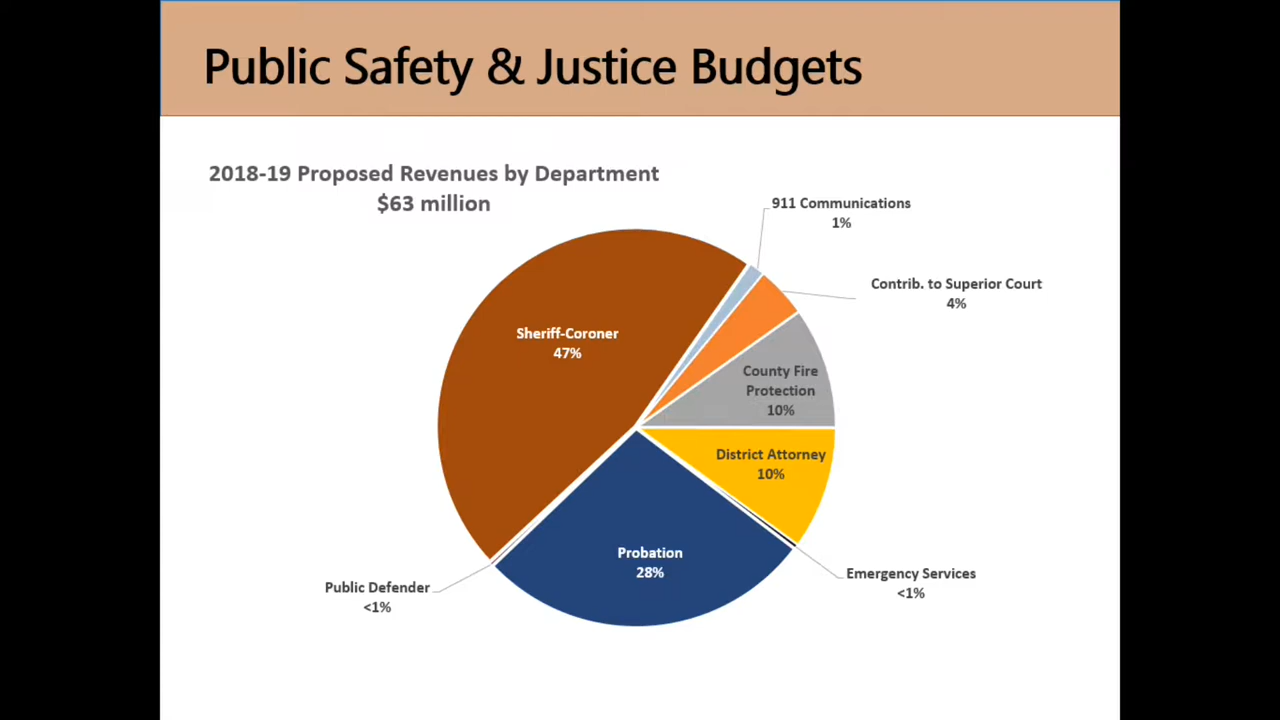 Public Safety & Justice Budgets
2018-19 Proposed Revenues by Department
$63 million
911 Communications
1%
Contrib. to Superior Court
4%
Sheriff-Coroner
47%
County Fire
Protection
10%
District Attorney
10%
Probation
28%
Emergency Services
<1%
Public Defender
<1%